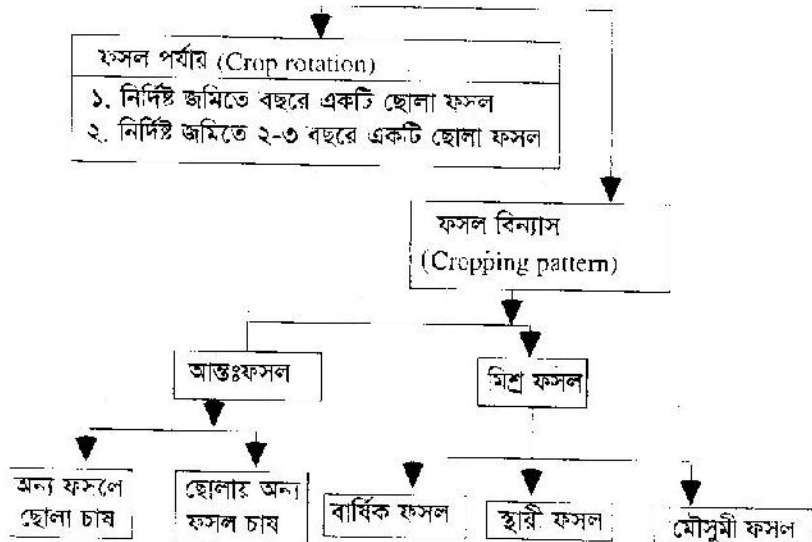 ফসল পর্যায় (Crop rotation)
১. নির্দিষ্ট জমিতে বছরে একটি ছোলা ফসল
২. নির্দিষ্ট জমিতে ২-৩ বছরে একটি ছোলা ফসল
ফসল বিন্যাস
(Cropping pattern)
আন্তঃফসল
মিশ্র ফসল
অন্য ফসলে
ছোলা চাষ
ছোলায় অন্য
ফসল চাষ
বার্ষিক ফসল
স্থায়ী ফসল
মৌসুমী ফসল